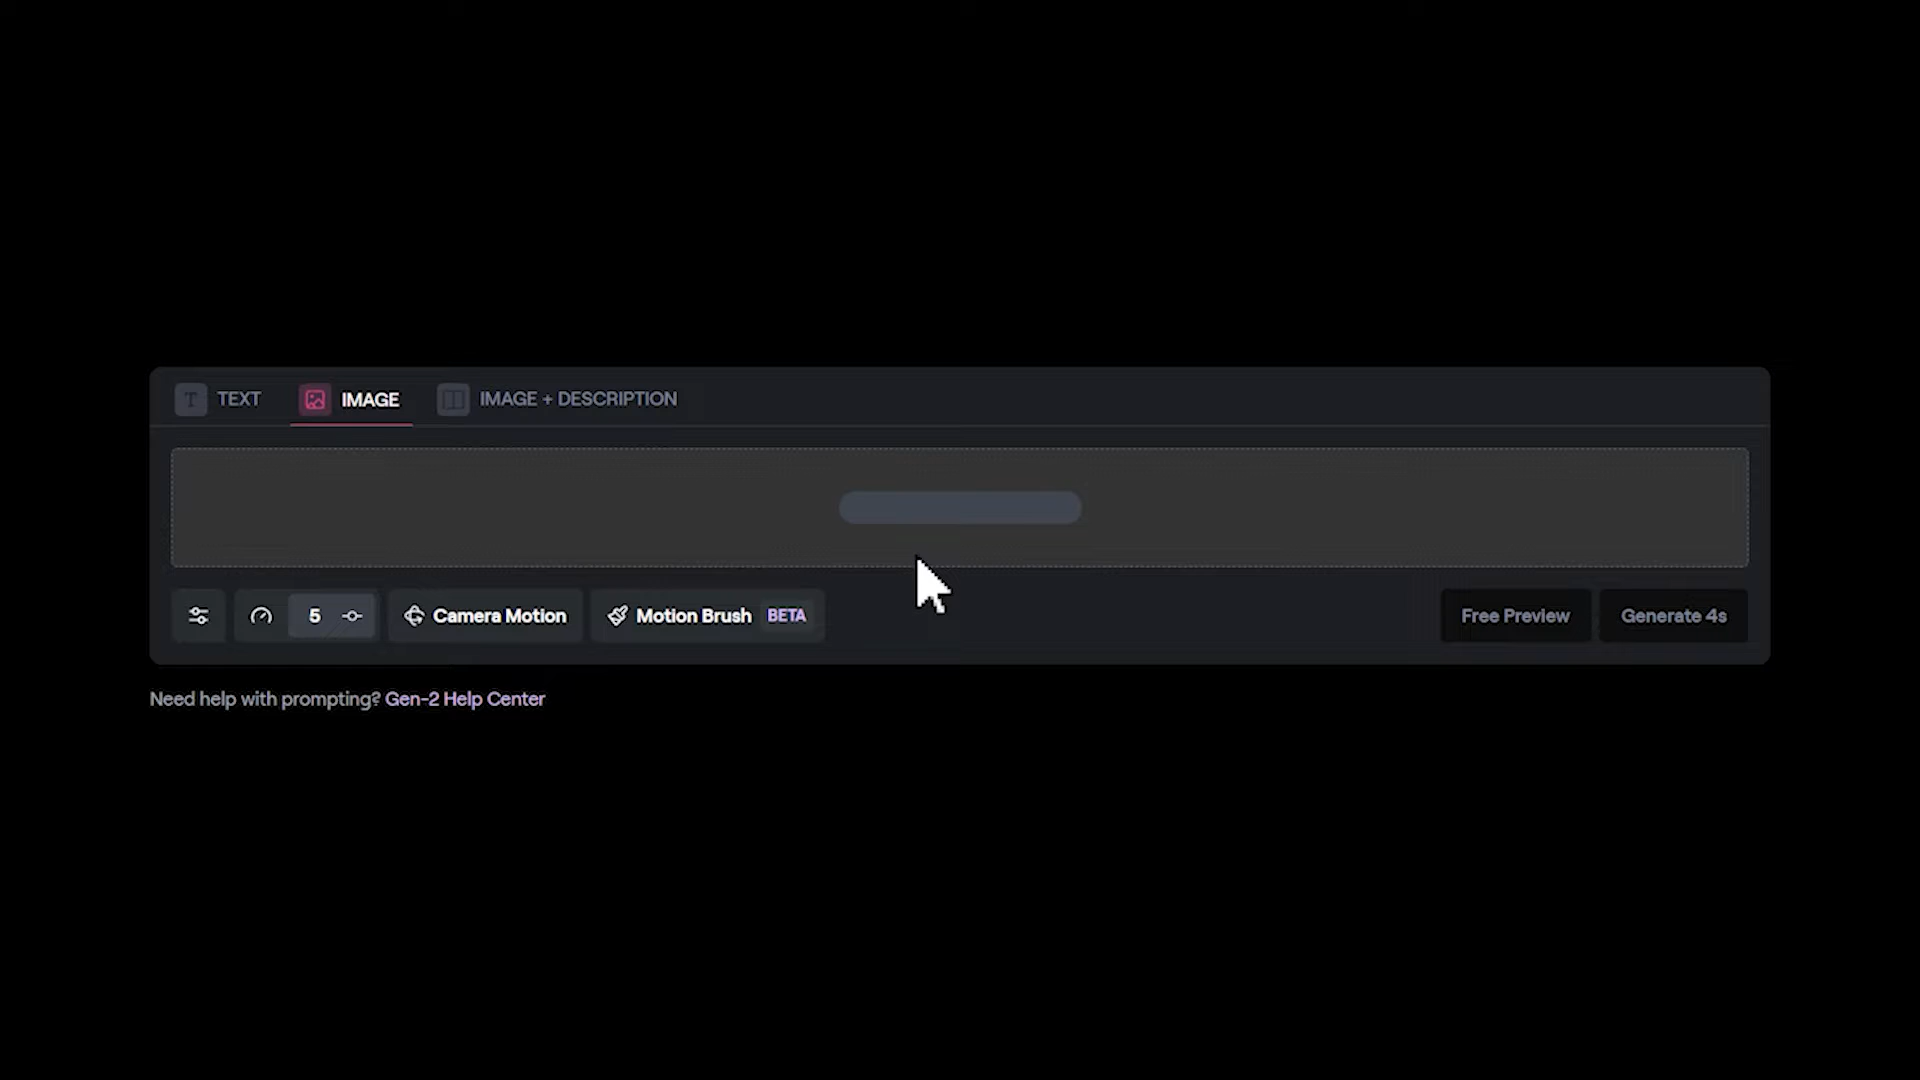 TEXT
IMAGE
IMAGE + DESCRIPTION
5
Camera Motion
Motion Brush BETA
Free Preview
Generate 4s
Need help with prompting? Gen-2 Help Center